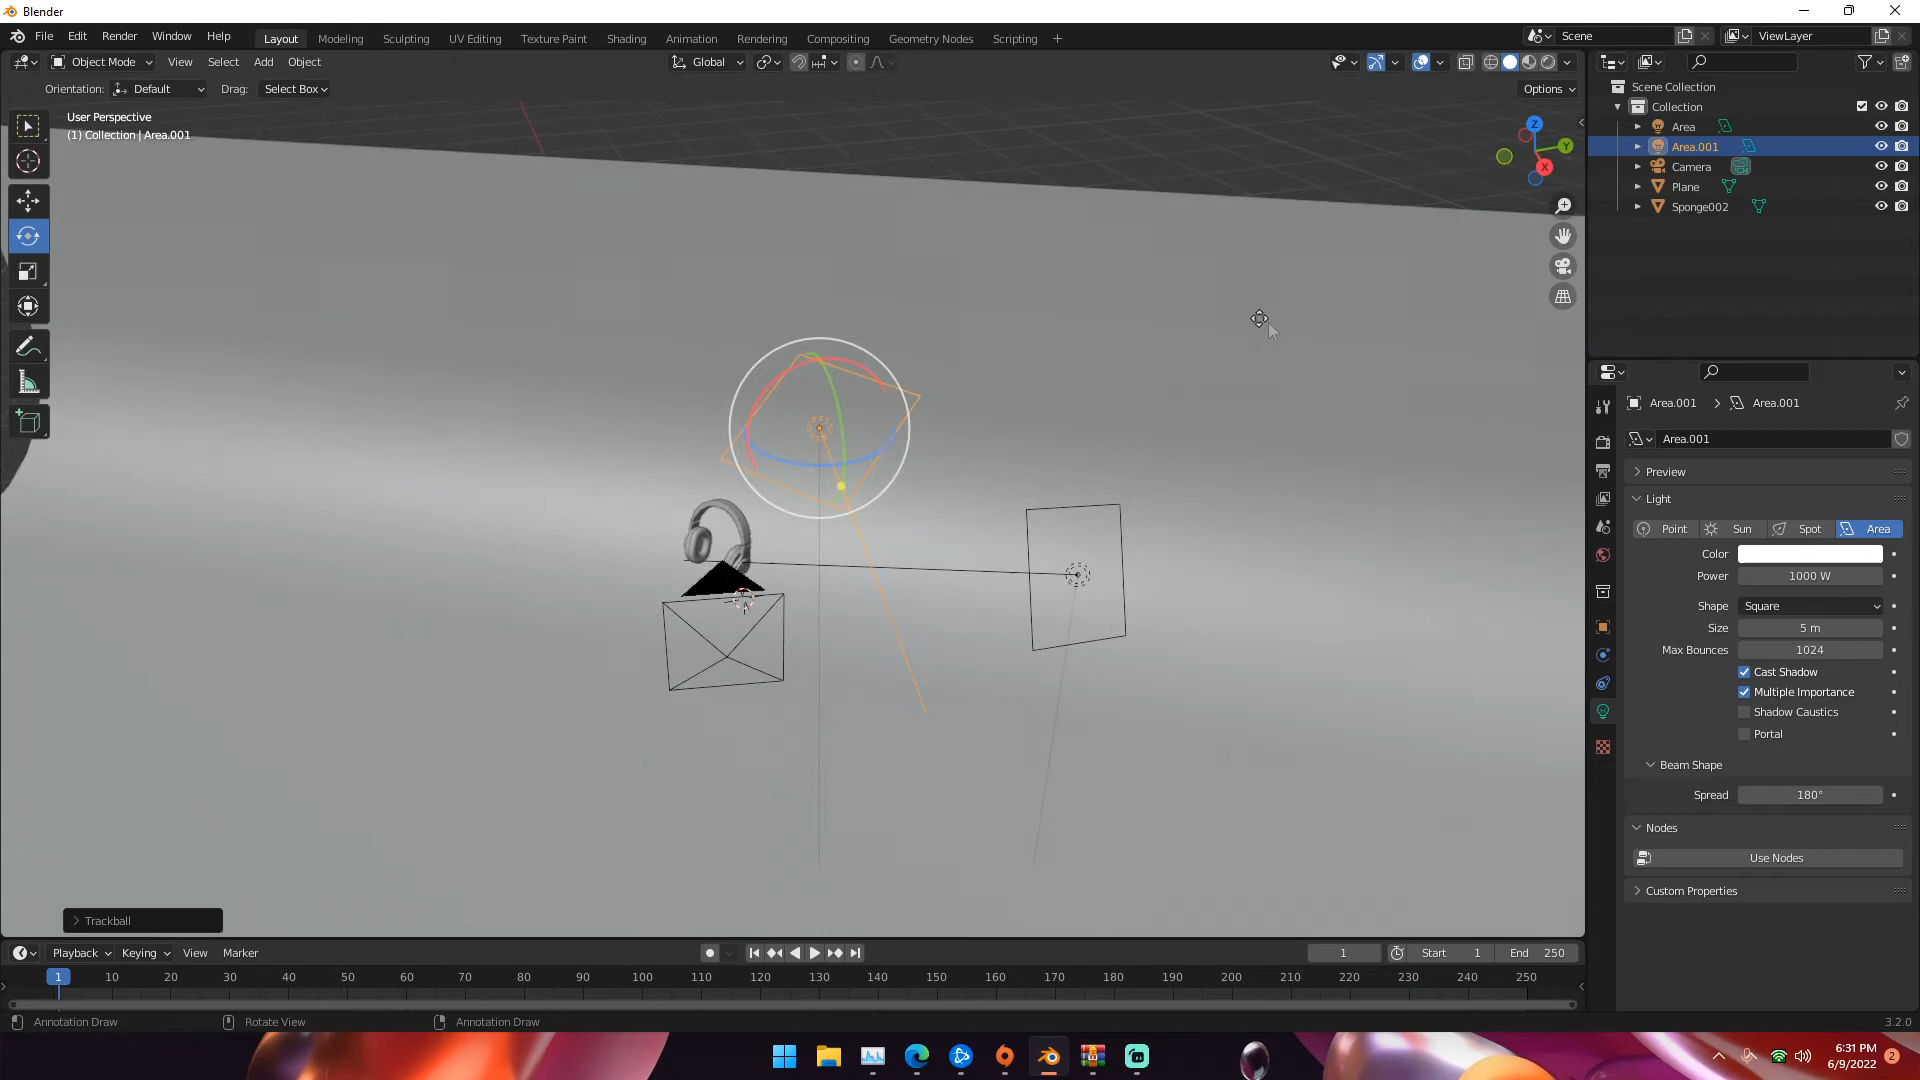 Blender
File Edit Render Window Help Layout Modeling Sculpting UV Editing Texture Paint Shading Animation Rendering Compositing Geometry Nodes Scripting + Scene ViewLayer
Object Mode View Select Add Object Global
Orientation: Default Drag: Select Box Options
User Perspective
(1) Collection | Area.001
Z
Y
X
Scene Collection
Collection
Area
Area.001
Camera
Plane
Sponge002
Area.001 > Area.001
Area.001
Preview
Light
Point Sun Spot Area
Color
Power 1000 W
Shape Square
Size 5 m
Max Bounces 1024
Cast Shadow
Multiple Importance
Shadow Caustics
Portal
Beam Shape
Spread 180°
Nodes
Use Nodes
Custom Properties
> Trackball
Playback Keying View Marker 1 Start 1 End 250
1 10 20 30 40 50 60 70 80 90 100 110 120 130 140 150 160 170 180 190 200 210 220 230 240 250
Annotation Draw Rotate View Annotation Draw 3.2.0
6:31 PM
6/9/2022
2